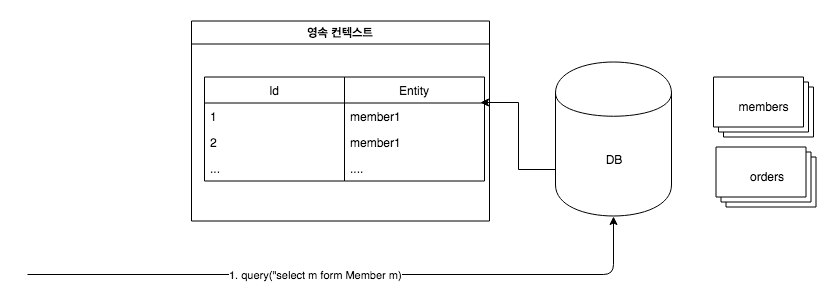 영속 컨텍스트
Id Entity
1 member1
2 member1
... ....
DB
members
orders
1. query("select m form Member m)